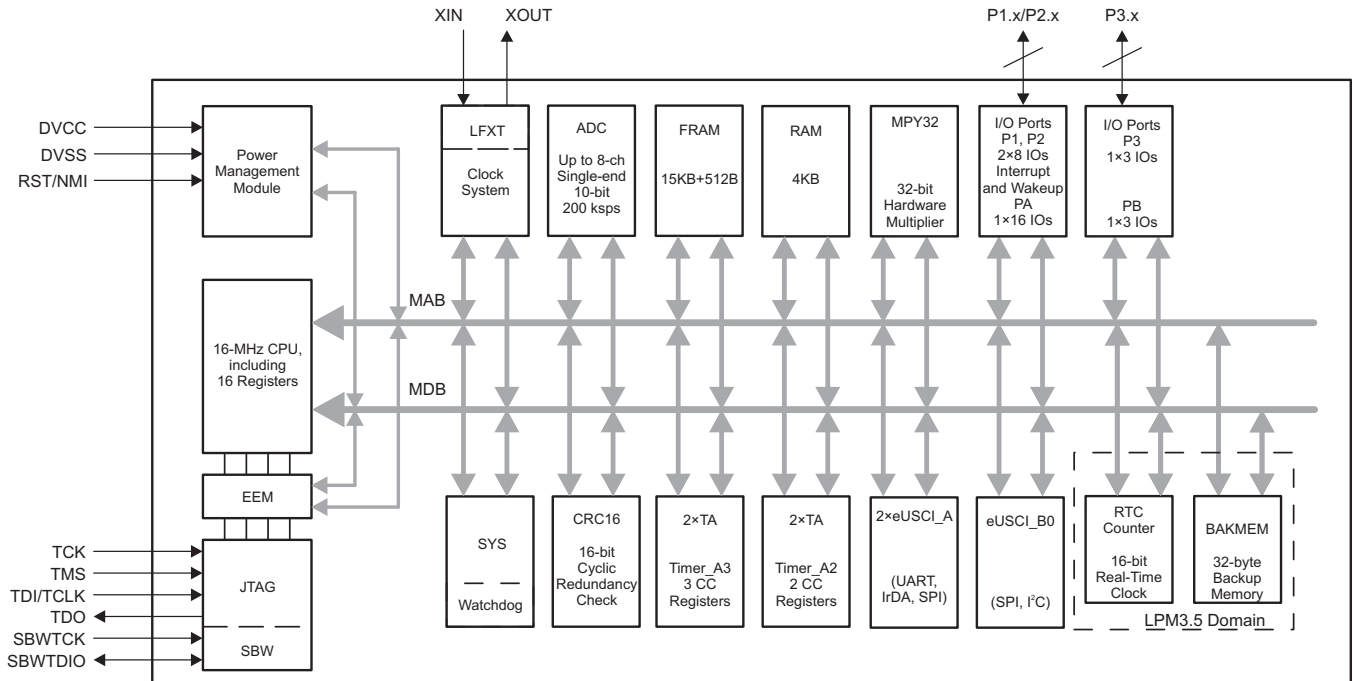 XIN
XOUT
P1.x/P2.x
P3.x
DVCC
DVSS
RST/NMI
Power
Management
Module
LFXT
Clock
System
ADC
Up to 8-ch
Single-end
10-bit
200 ksps
FRAM
15KB+512B
RAM
4KB
MPY32
32-bit
Hardware
Multiplier
I/O Ports
P1, P2
2×8 IOs
Interrupt
and Wakeup
PA
1×16 IOs
I/O Ports
P3
1×3 IOs
PB
1×3 IOs
MAB
16-MHz CPU,
including
16 Registers
MDB
EEM
TCK
TMS
TDI/TCLK
TDO
SBWTCK
SBWTDIO
JTAG
SBW
SYS
Watchdog
CRC16
16-bit
Cyclic
Redundancy
Check
2×TA
Timer_A3
3 CC
Registers
2×TA
Timer_A2
2 CC
Registers
2×eUSCI_A
(UART,
IrDA, SPI)
eUSCI_B0
(SPI, I²C)
RTC
Counter
16-bit
Real-Time
Clock
BAKMEM
32-byte
Backup
Memory
LPM3.5 Domain